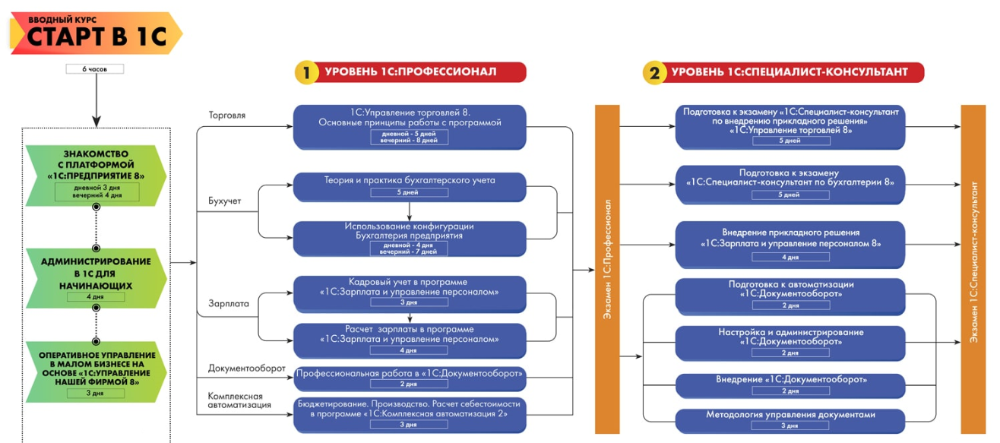 ВВОДНЫЙ КУРС
СТАРТ В 1С
6 часов
ЗНАКОМСТВО
С ПЛАТФОРМОЙ
«1С:ПРЕДПРИЯТИЕ 8»
дневной 3 дня
вечерний 4 дня
АДМИНИСТРИРОВАНИЕ
В 1С ДЛЯ
НАЧИНАЮЩИХ
4 дня
ОПЕРАТИВНОЕ УПРАВЛЕНИЕ
В МАЛОМ БИЗНЕСЕ НА
ОСНОВЕ «1С:УПРАВЛЕНИЕ
НАШЕЙ ФИРМОЙ 8»
3 дня
1 УРОВЕНЬ 1С:ПРОФЕССИОНАЛ
Торговля
1С:Управление торговлей 8.
Основные принципы работы с программой
дневной - 5 дней
вечерний - 8 дней
Бухучет
Теория и практика бухгалтерского учета
5 дней
Использование конфигурации
Бухгалтерия предприятия
дневной - 4 дня
вечерний - 7 дней
Зарплата
Кадровый учет в программе
«1С:Зарплата и управление персоналом»
3 дня
Расчет зарплаты в программе
«1С:Зарплата и управление персоналом»
4 дня
Документооборот
Профессиональная работа в «1С:Документооборот»
2 дня
Комплексная
автоматизация
Бюджетирование. Производство. Расчет себестоимости
в программе «1С:Комплексная автоматизация 2»
3 дня
Экзамен 1С:Профессионал
2 УРОВЕНЬ 1С:СПЕЦИАЛИСТ-КОНСУЛЬТАНТ
Подготовка к экзамену «1С:Специалист-консультант
по внедрению прикладного решения»
«1С:Управление торговлей 8»
5 дней
Подготовка к экзамену
«1С:Специалист-консультант по бухгалтерии 8»
5 дней
Внедрение прикладного решения
«1С:Зарплата и управление персоналом 8»
4 дня
Подготовка к автоматизации
«1С:Документооборот»
2 дня
Настройка и администрирование
«1С:Документооборот»
2 дня
Внедрение «1С:Документооборот»
2 дня
Методология управления документами
3 дня
Экзамен 1С:Специалист-консультант